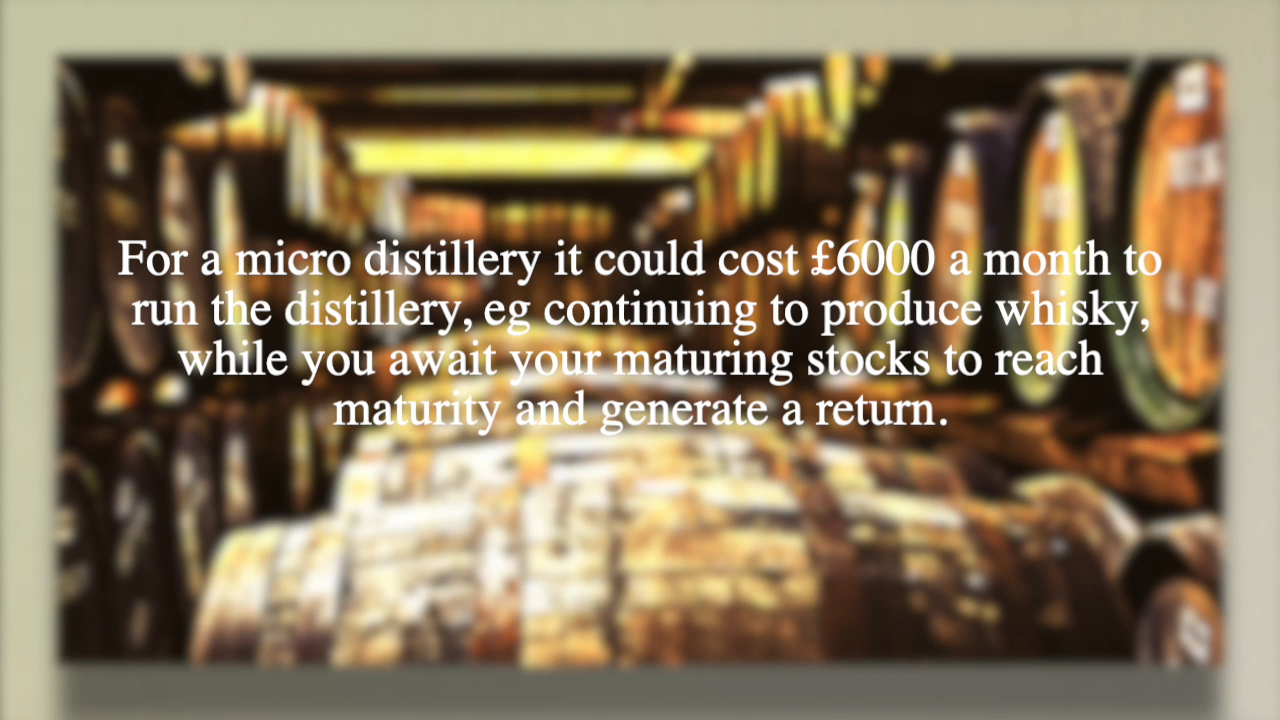 For a micro distillery it could cost £6000 a month to
run the distillery, eg continuing to produce whisky,
while you await your maturing stocks to reach
maturity and generate a return.